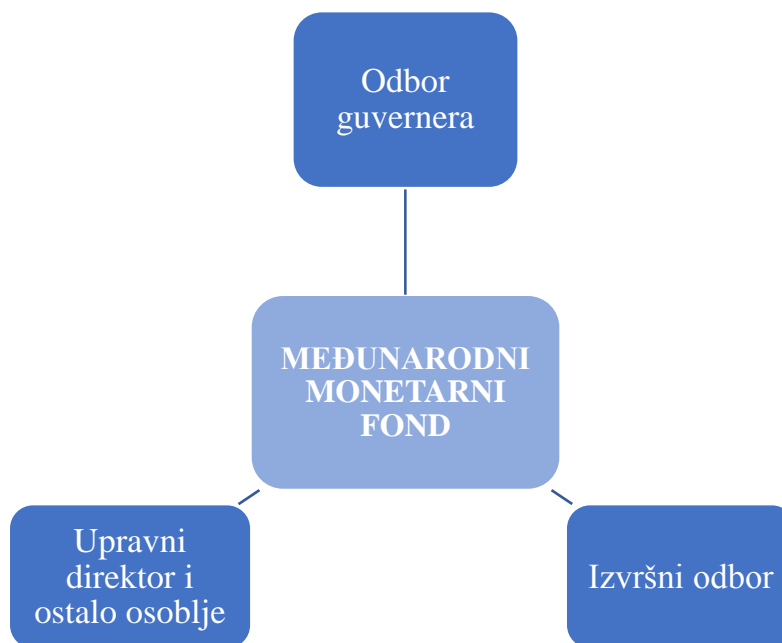 Odbor
guvernera
MEĐUNARODNI
MONETARNI
FOND
Upravni
direktor i
ostalo osoblje
Izvršni odbor